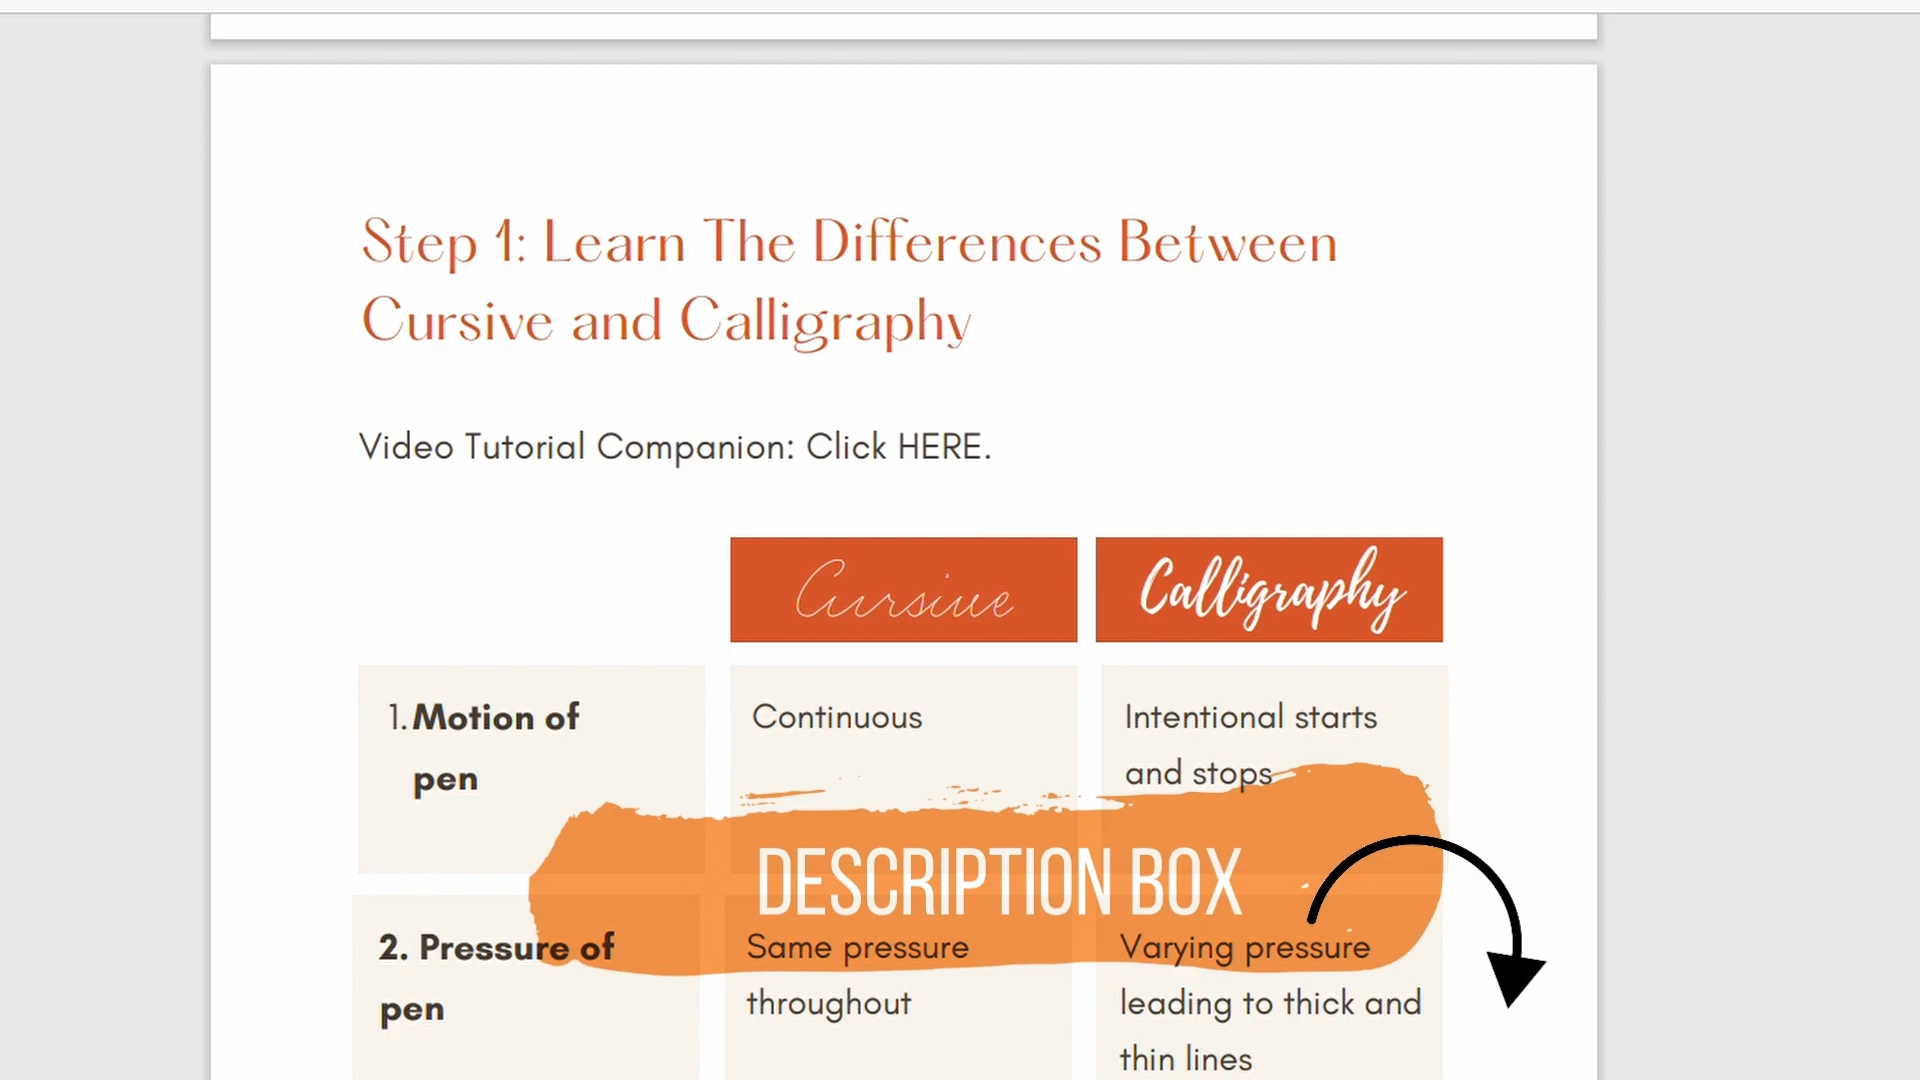 Step 1: Learn The Differences Between
Cursive and Calligraphy
Video Tutorial Companion: Click HERE.
Cursive
Calligraphy
1. Motion of
pen
Continuous
Intentional starts
and stops
DESCRIPTION BOX
2. Pressure of
pen
Same pressure
throughout
Varying pressure
leading to thick and
thin lines